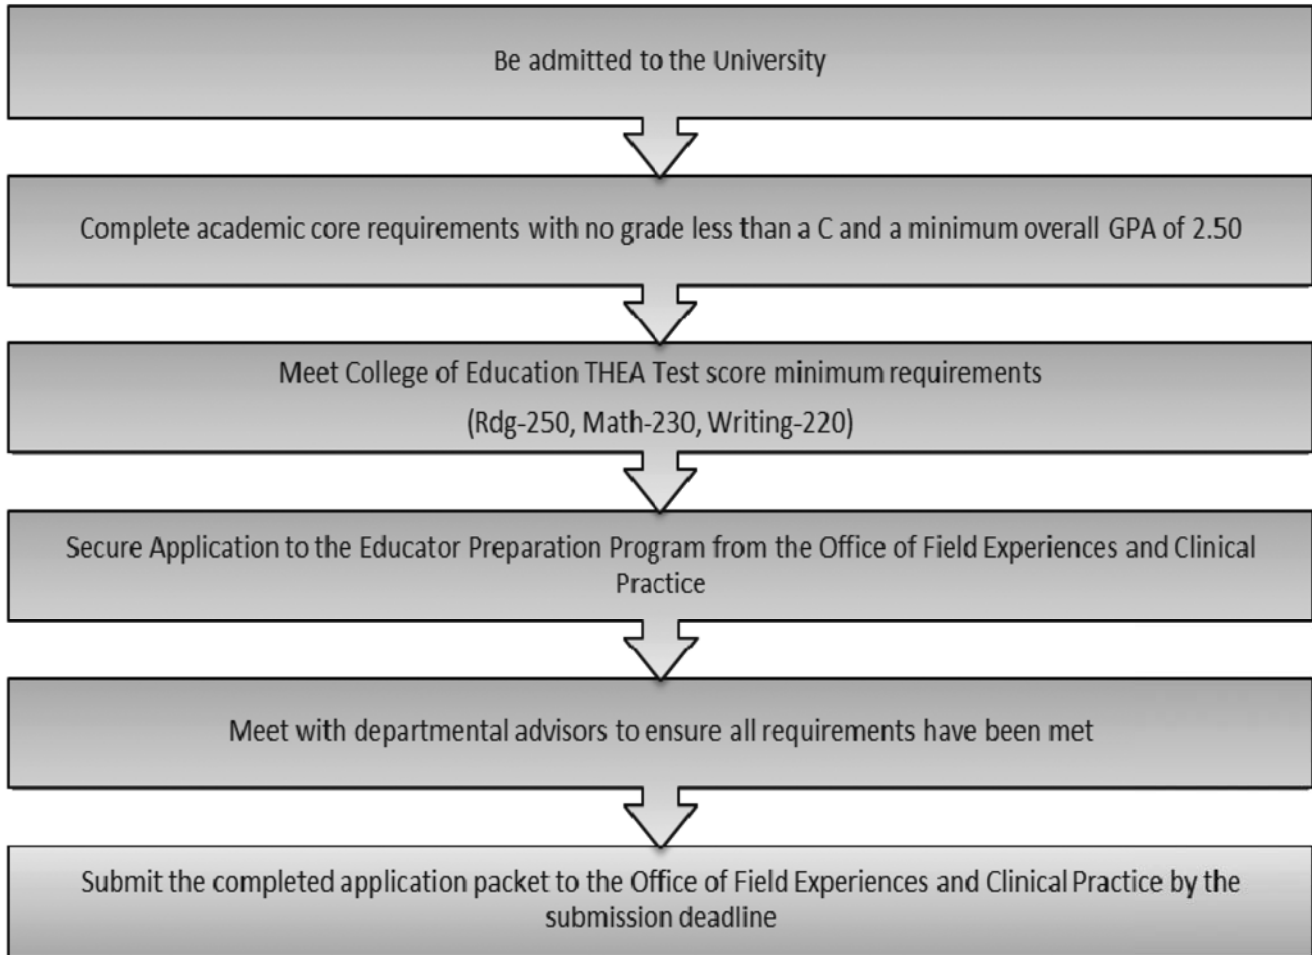 Be admitted to the University
Complete academic core requirements with no grade less than a C and a minimum overall GPA of 2.50
Meet College of Education THEA Test score minimum requirements
(Rdg-250, Math-230, Writing-220)
Secure Application to the Educator Preparation Program from the Office of Field Experiences and Clinical
Practice
Meet with departmental advisors to ensure all requirements have been met
Submit the completed application packet to the Office of Field Experiences and Clinical Practice by the
submission deadline